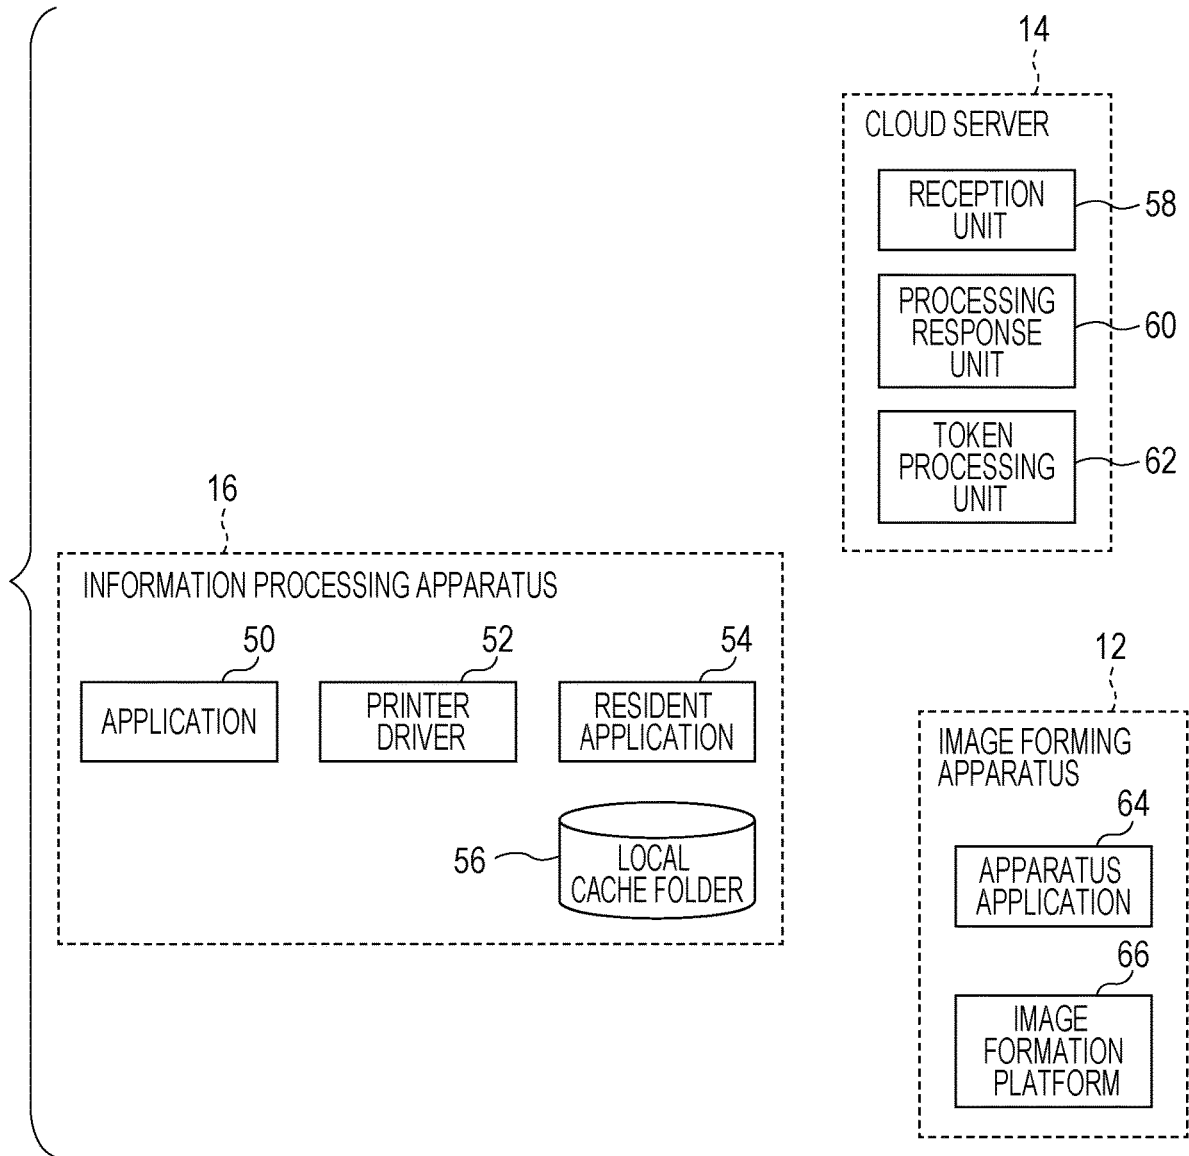 14
CLOUD SERVER
RECEPTION
UNIT
58
PROCESSING
RESPONSE
UNIT
60
TOKEN
PROCESSING
UNIT
62
16
INFORMATION PROCESSING APPARATUS
50
APPLICATION
52
PRINTER
DRIVER
54
RESIDENT
APPLICATION
56
LOCAL
CACHE FOLDER
12
IMAGE FORMING
APPARATUS
64
APPARATUS
APPLICATION
66
IMAGE
FORMATION
PLATFORM